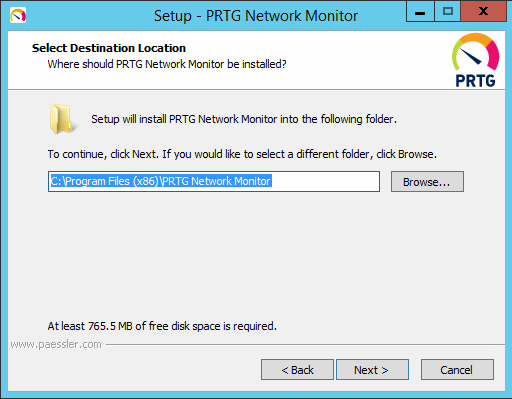 Setup - PRTG Network Monitor
Select Destination Location
Where should PRTG Network Monitor be installed?
PRTG
Setup will install PRTG Network Monitor into the following folder.
To continue, click Next. If you would like to select a different folder, click Browse.
C:\Program Files (x86)\PRTG Network Monitor
Browse...
At least 765.5 MB of free disk space is required.
www.paessler.com
< Back
Next >
Cancel